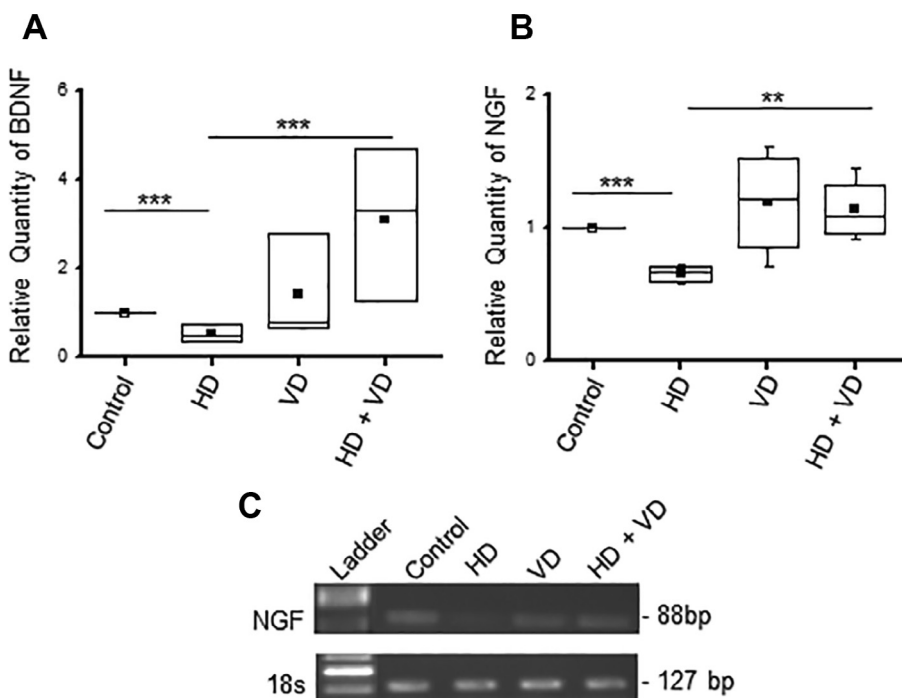 A
Relative Quantity of BDNF
6
4
2
0
***
***
Control
HD
VD
HD + VD
B
Relative Quantity of NGF
2
1
0
***
**
Control
HD
VD
HD + VD
C
Ladder
Control
HD
VD
HD + VD
NGF
- 88bp
18s
- 127 bp